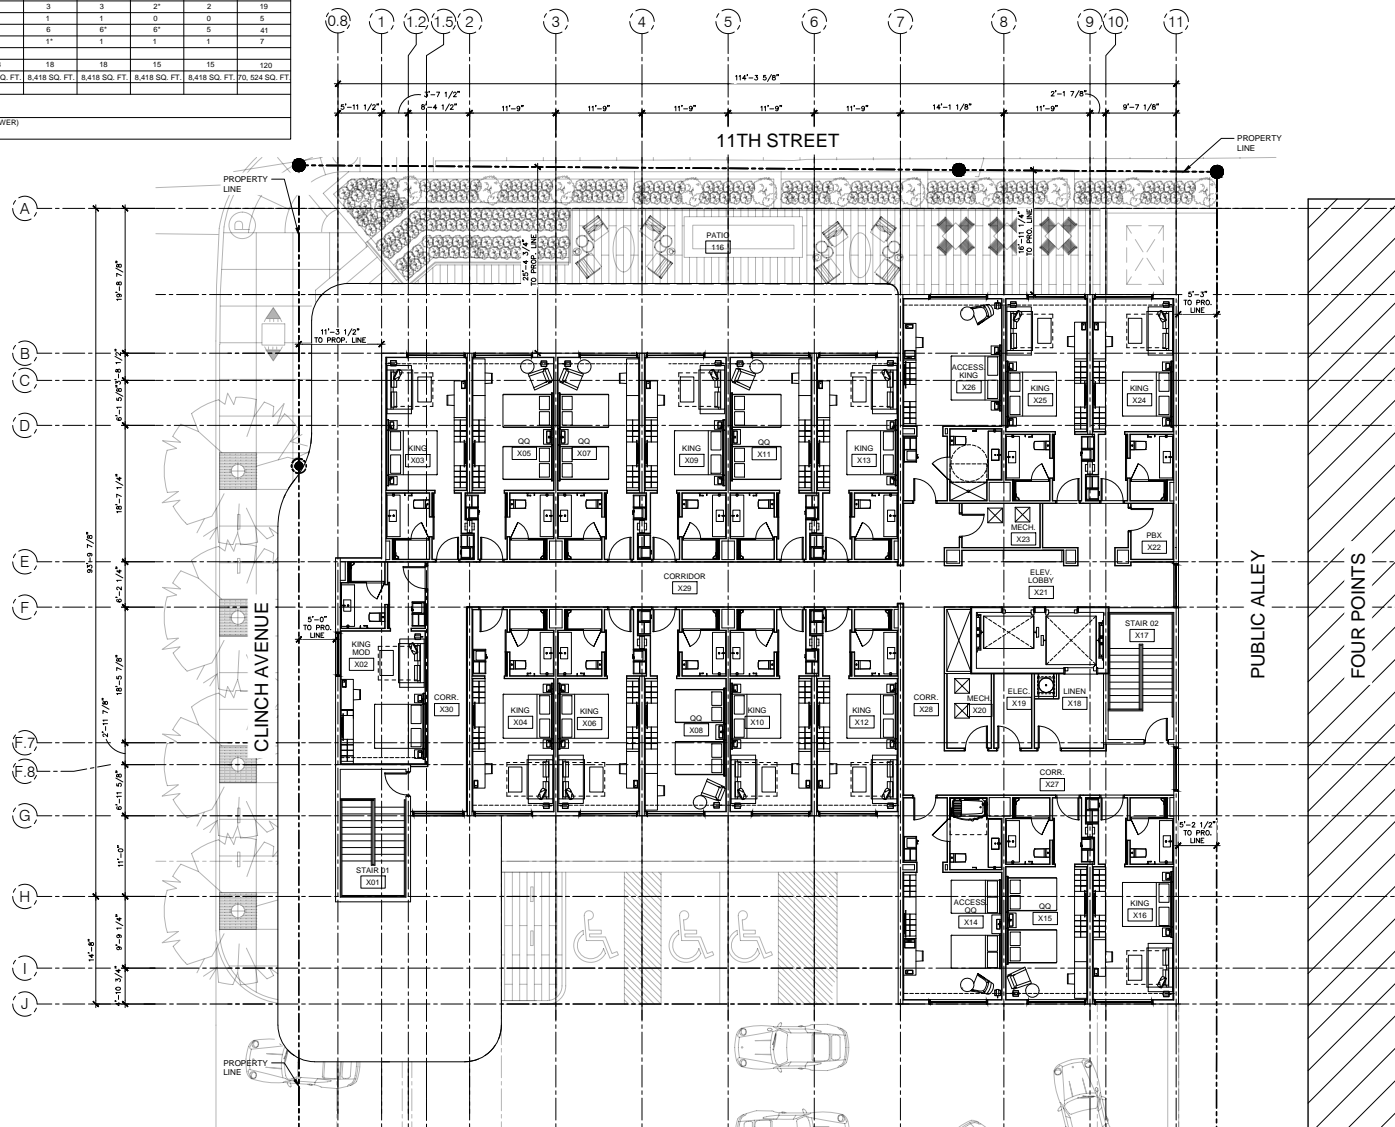 3 3 2* 2 19
1 1 0 0 5
6 6* 6* 5 41
1* 1 1 1 7
18 18 15 15 120
8,418 SQ. FT. 8,418 SQ. FT. 8,418 SQ. FT. 8,418 SQ. FT. 70, 524 SQ. FT.
0.8 1 1.2 1.5 2 3 4 5 6 7 8 9 10 11
114'-3 5/8"
3'-7 1/2"
2'-1 7/8"
5'-11 1/2" 8'-4 1/2" 11'-9" 11'-9" 11'-9" 11'-9" 11'-9" 14'-1 1/8" 11'-9" 9'-7 1/8"
11TH STREET
PROPERTY
LINE
PROPERTY
LINE
A
B
C
D
E
F
F.7
F.8
G
H
I
J
19'-8 7/8"
3'-8 1/2"
6'-1 5/8"
18'-7 1/4"
93'-9 7/8"
6'-2 1/4"
18'-5 7/8"
2'-11 7/8"
6'-11 5/8"
11'-0"
9'-9 1/4"
14'-8"
PATIO
116
25'-4 3/4"
TO PROP. LINE
16'-11 1/4"
TO PRO. LINE
5'-3"
TO PRO.
LINE
11'-3 1/2"
TO PROP. LINE
KING
X03
QQ
X05
QQ
X07
KING
X09
QQ
X11
KING
X13
ACCESS.
KING
X26
KING
X25
KING
X24
MECH.
X23
PBX
X22
CORRIDOR
X29
ELEV.
LOBBY
X21
STAIR 02
X17
5'-0"
TO PRO.
LINE
KING
MOD
X02
CORR.
X30
KING
X04
KING
X06
QQ
X08
KING
X10
KING
X12
CORR.
X28
MECH.
X20
ELEC.
X19
LINEN
X18
CORR.
X27
5'-2 1/2"
TO PRO.
LINE
STAIR 01
X01
ACCESS.
QQ
X14
QQ
X15
KING
X16
CLINCH AVENUE
PUBLIC ALLEY
FOUR POINTS
PROPERTY
LINE